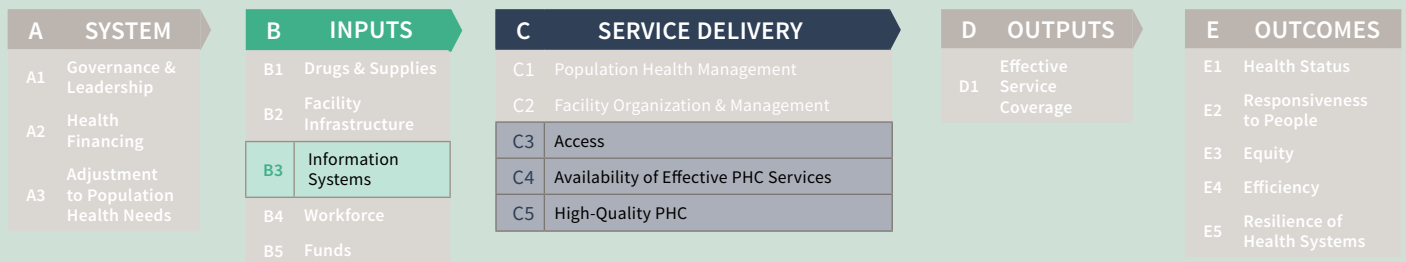 A SYSTEM
A1 Governance &
Leadership
A2 Health
Financing
A3 Adjustment
to Population
Health Needs
B INPUTS
B1 Drugs & Supplies
B2 Facility
Infrastructure
B3 Information
Systems
B4 Workforce
B5 Funds
C SERVICE DELIVERY
C1 Population Health Management
C2 Facility Organization & Management
C3 Access
C4 Availability of Effective PHC Services
C5 High-Quality PHC
D OUTPUTS
D1 Effective
Service
Coverage
E OUTCOMES
E1 Health Status
E2 Responsiveness
to People
E3 Equity
E4 Efficiency
E5 Resilience of
Health Systems